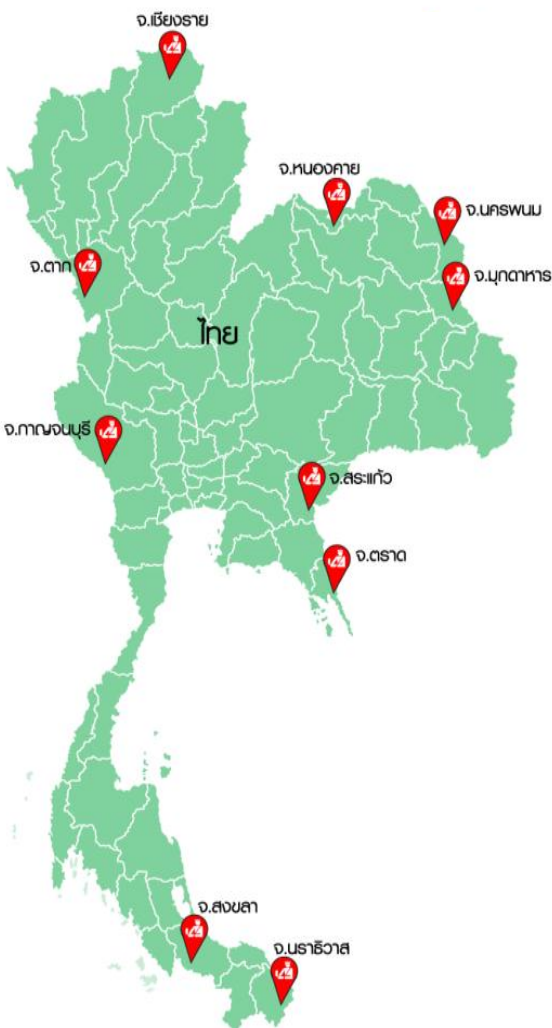 จ.เชียงราย
จ.หนองคาย
จ.นครพนม
จ.ตาก
จ.มุกดาหาร
ไทย
จ.กาญจนบุรี
จ.สระแก้ว
จ.ตราด
จ.สงขลา
จ.นราธิวาส